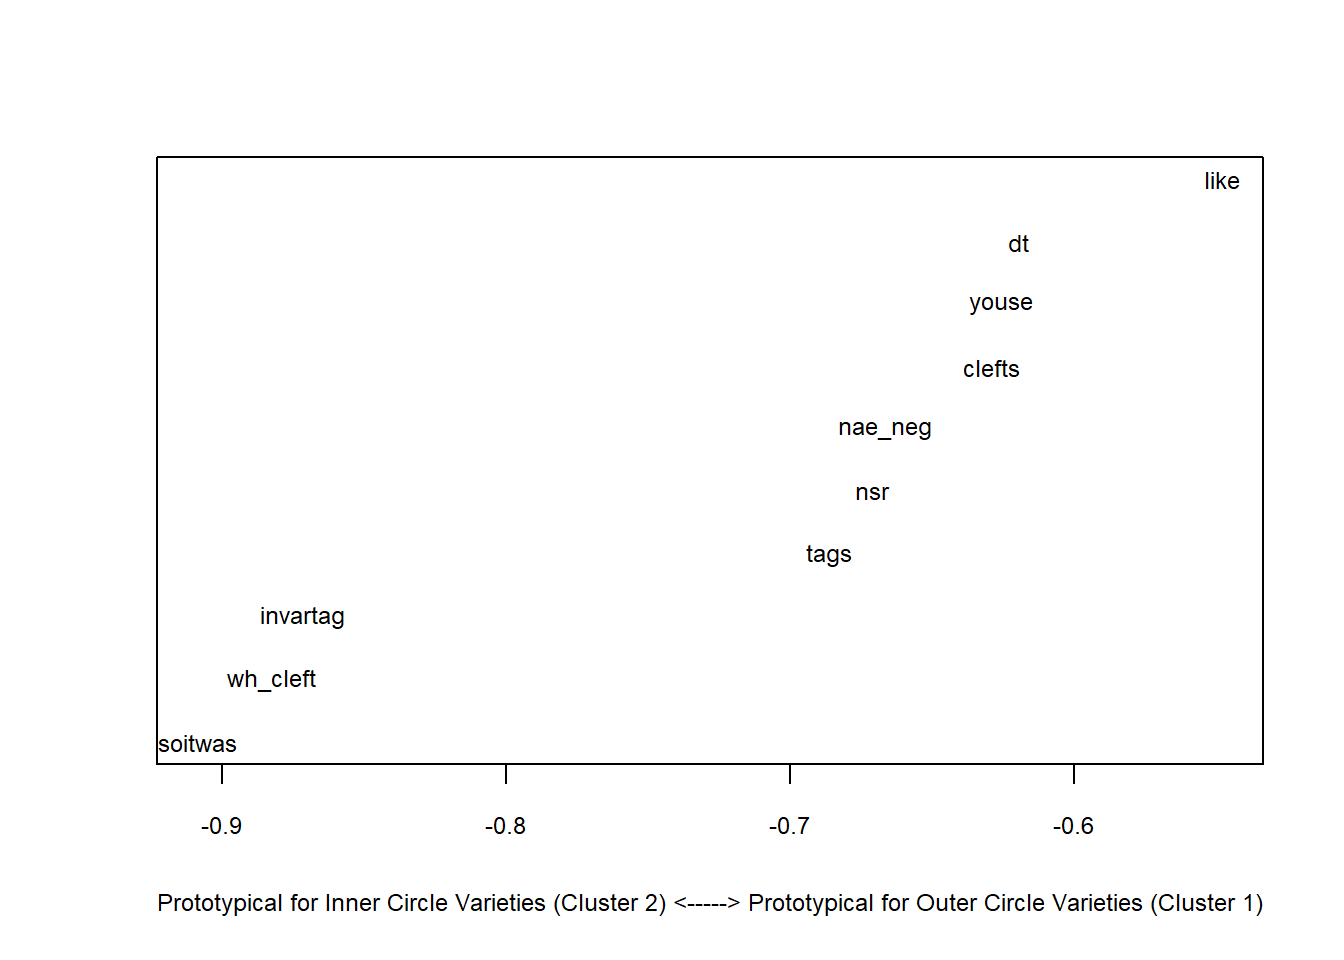 like
dt
youse
clefts
nae_neg
nsr
tags
invartag
wh_cleft
soitwas
-0.9 -0.8 -0.7 -0.6
Prototypical for Inner Circle Varieties (Cluster 2) <-----> Prototypical for Outer Circle Varieties (Cluster 1)